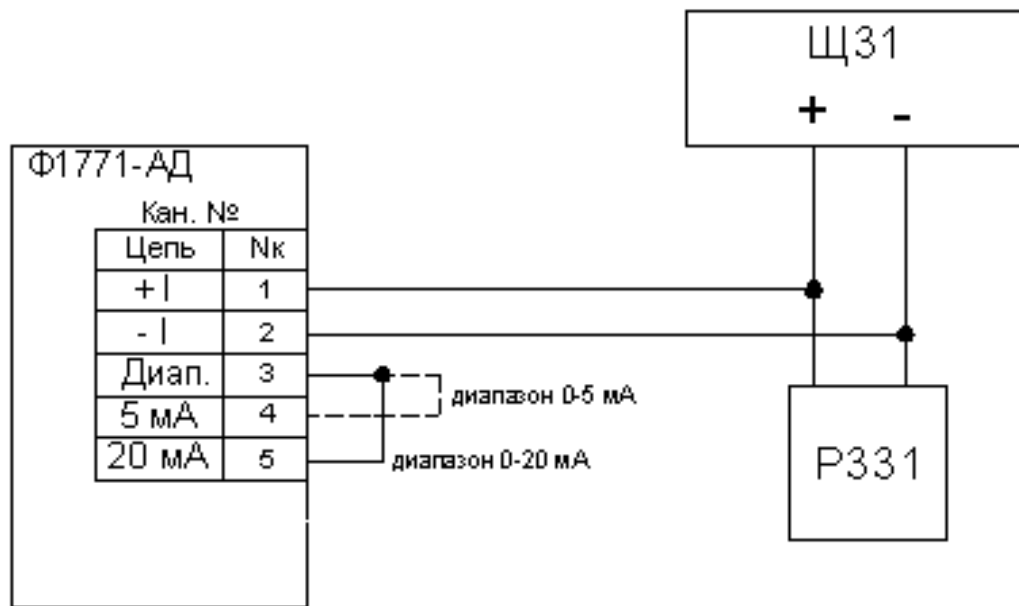 Щ31
+ -
Ф1771-АД
Кан. №
Цепь Nк
+ I 1
- I 2
Диап. 3
5 мА 4
20 мА 5
диапазон 0-5 мА
диапазон 0-20 мА
Р331